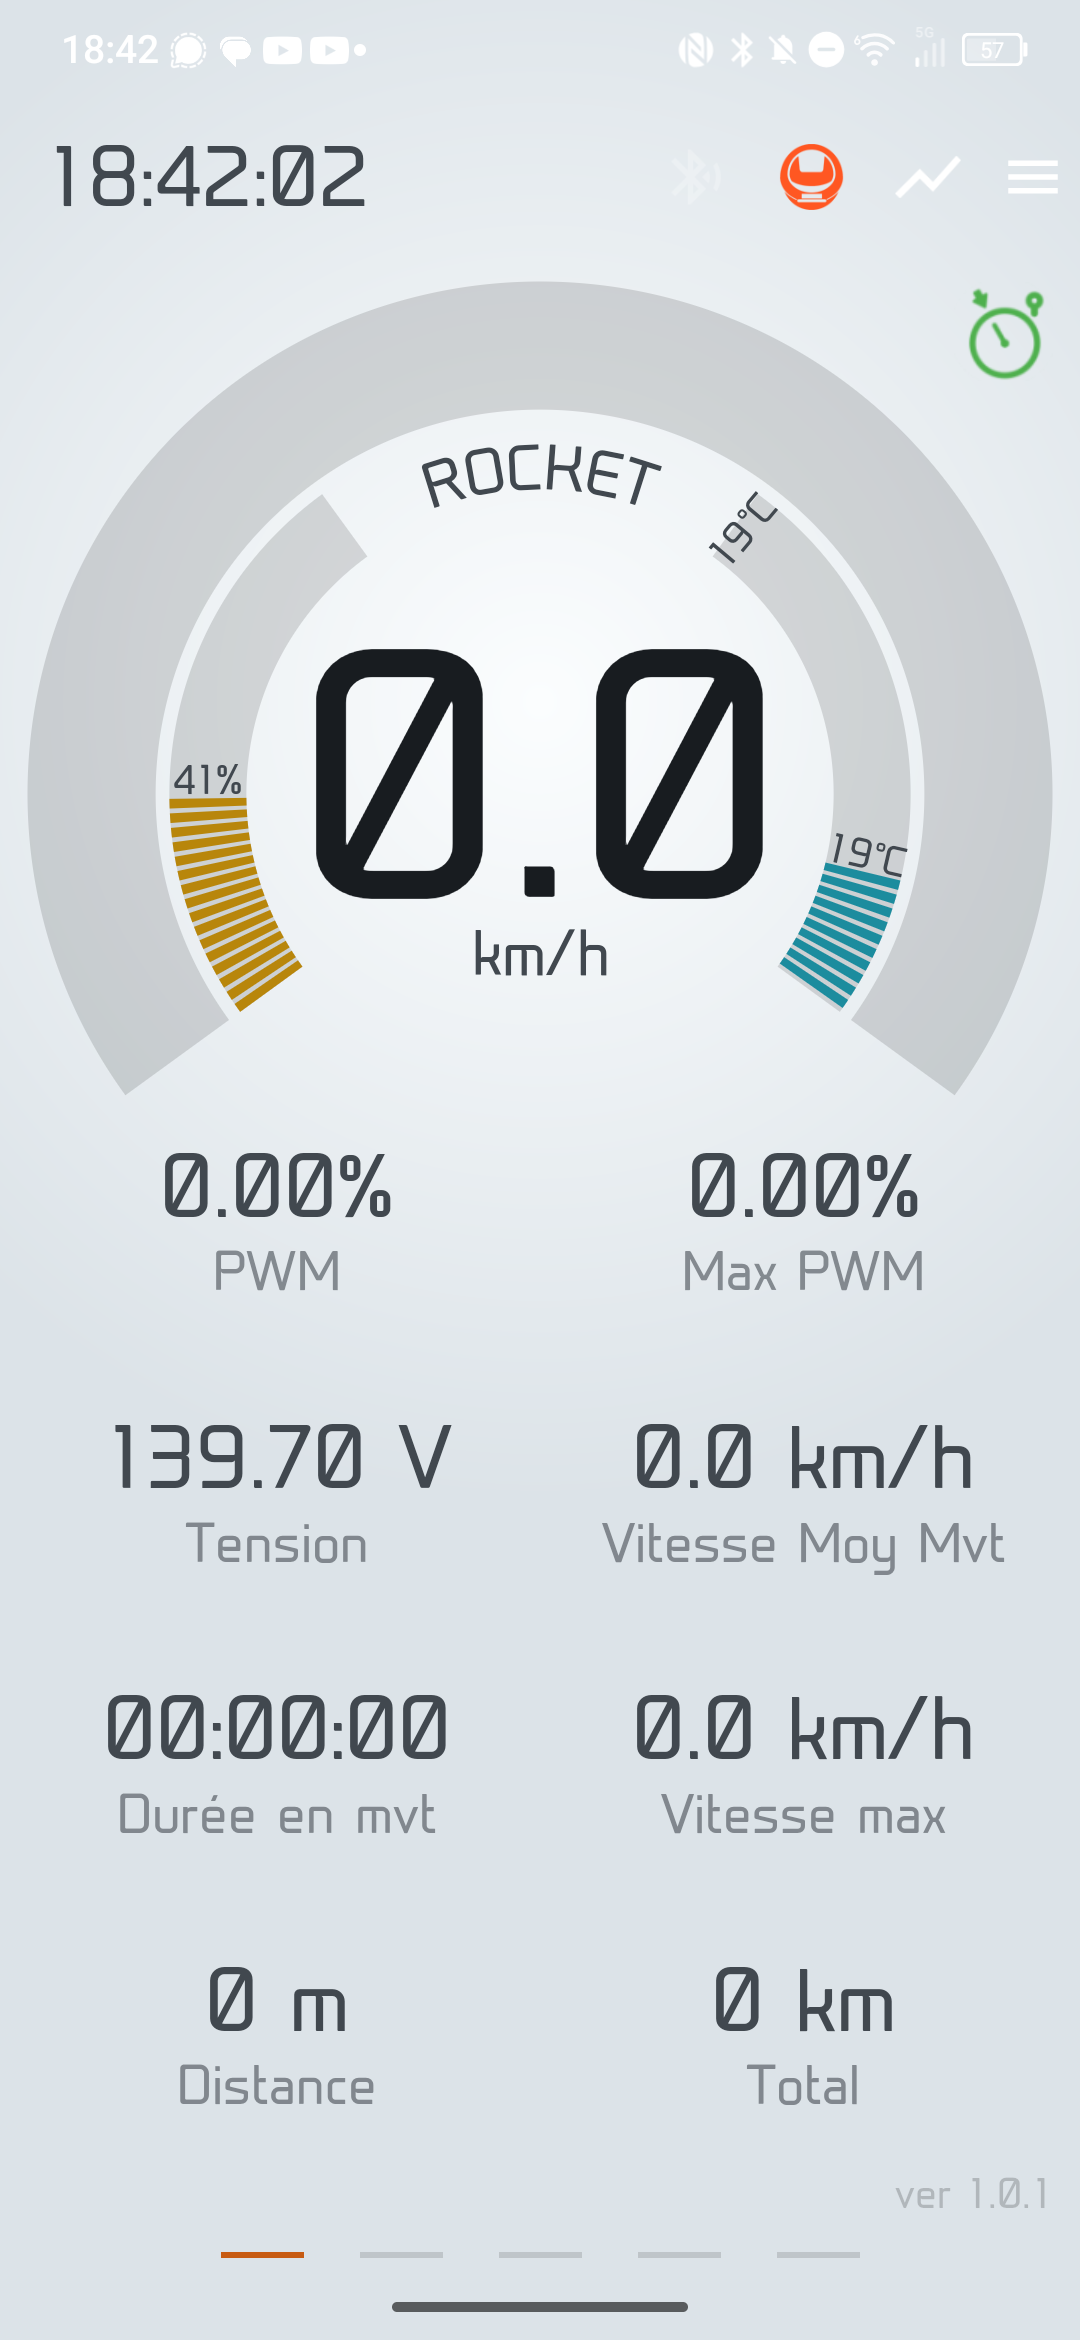 18:42
5G
6
57
18:42:02
ROCKET
19°C
41%
19°C
0.0
km/h
0.00%
0.00%
PWM
Max PWM
139.70 V
0.0 km/h
Tension
Vitesse Moy Mvt
00:00:00
0.0 km/h
Durée en mvt
Vitesse max
0 m
0 km
Distance
Total
ver 1.0.1